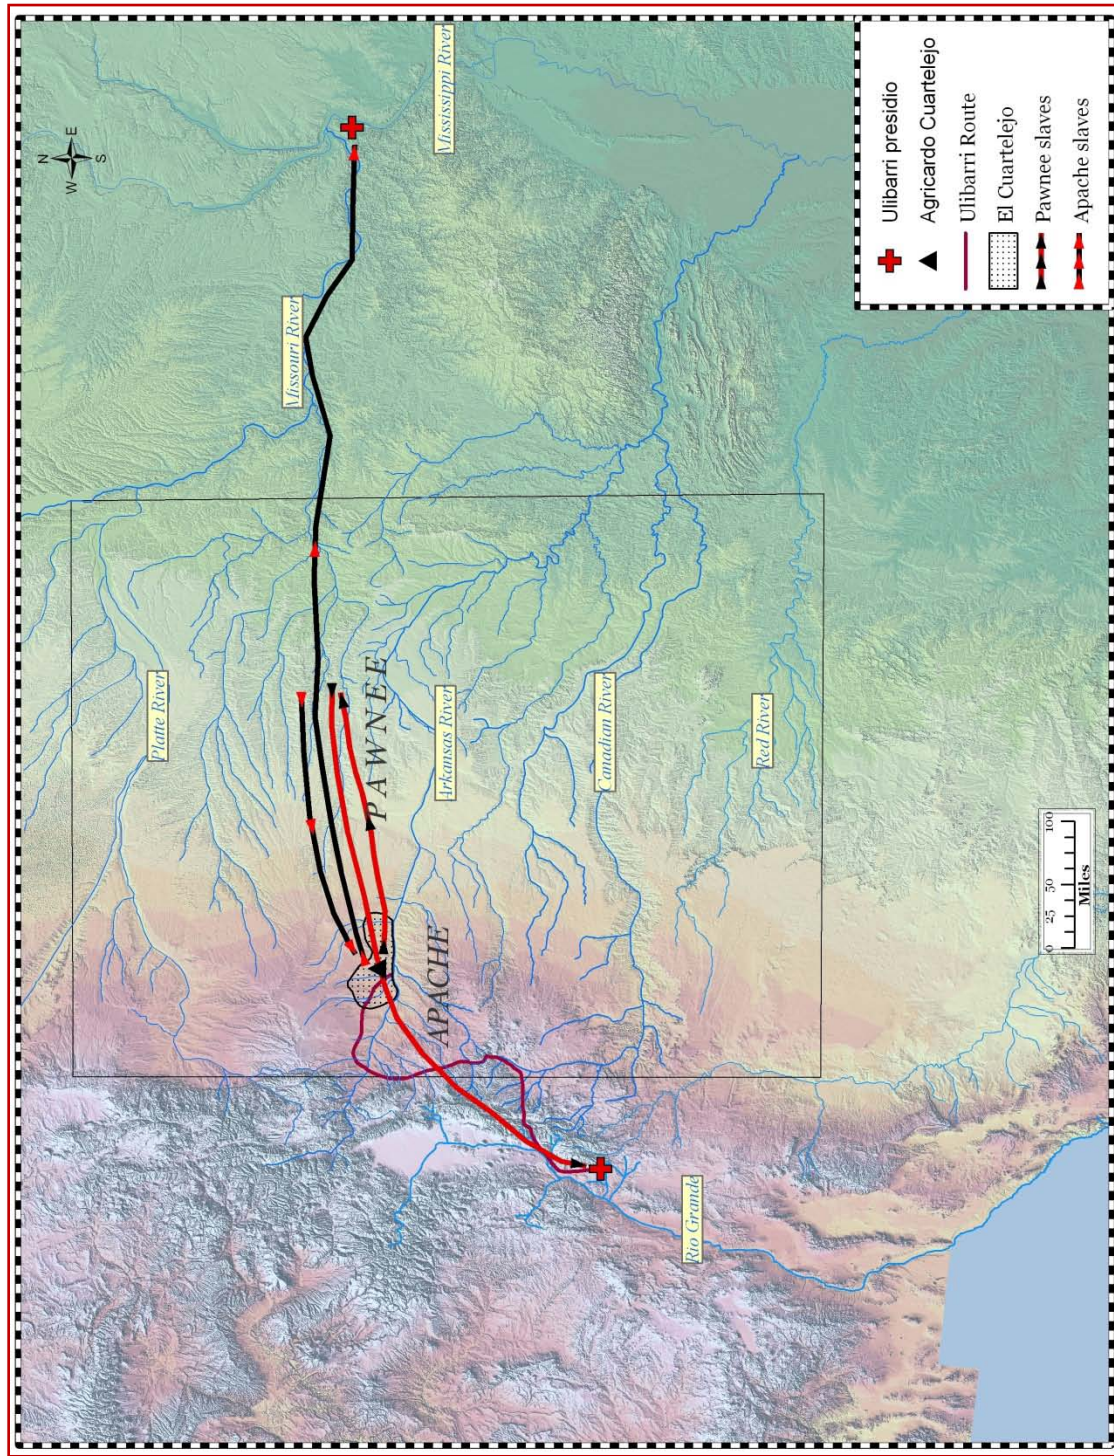 N
W
E
S
Mississippi River
Missouri River
Platte River
PAWNEE
Arkansas River
APACHE
Canadian River
Red River
Rio Grande
0 25 50 100
Miles
Ulibarri presidio
Agricardo Cuartelejo
Ulibarri Route
El Cuartelejo
Pawnee slaves
Apache slaves